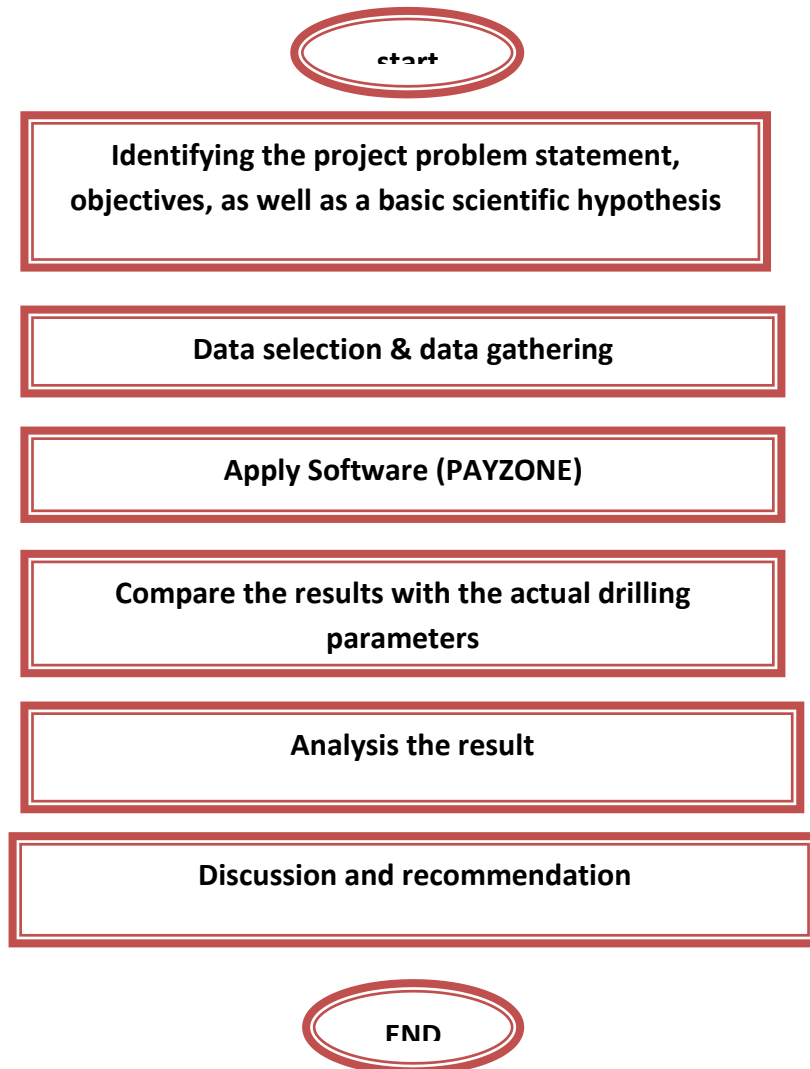 start
Identifying the project problem statement,
objectives, as well as a basic scientific hypothesis
Data selection & data gathering
Apply Software (PAYZONE)
Compare the results with the actual drilling
parameters
Analysis the result
Discussion and recommendation
END